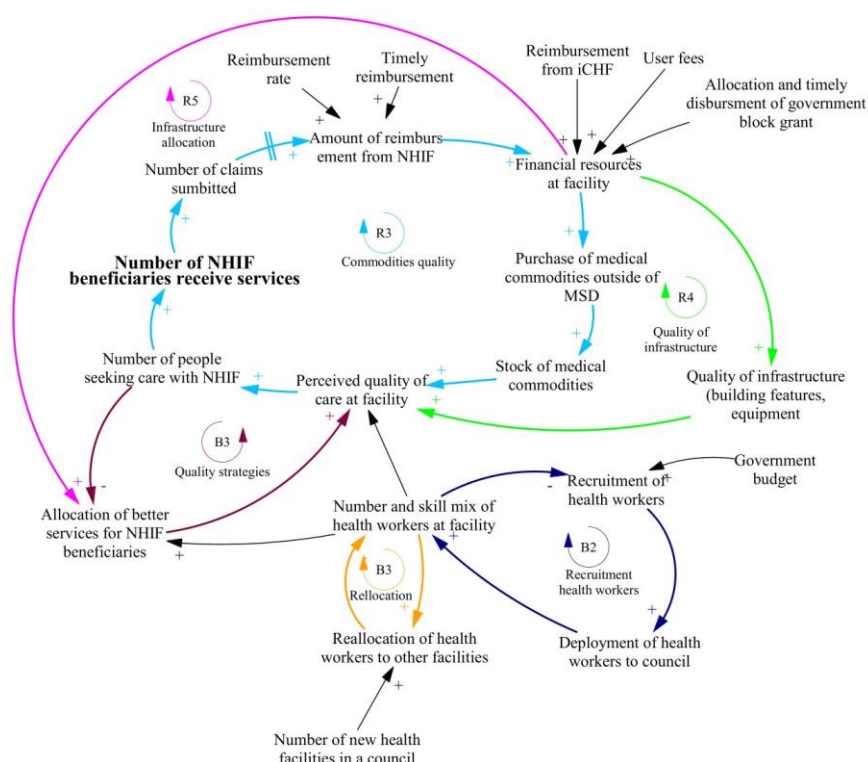 Reimbursement
rate
Timely
reimbursement
Reimbursement
from iCHF
User fees
Allocation and timely
disbursment of government
block grant
R5
Infrastructure
allocation
+
+
Amount of reimburs
ement from NHIF
+
+
+
+
+
+
Financial resources
at facility
Number of claims
sumbitted
+
R3
Commodities quality
+
Number of NHIF
beneficiaries receive services
Purchase of medical
commodities outside of
MSD
R4
Quality of
infrastructure
+
+
+
Number of people
seeking care with NHIF
+
Perceived quality of
care at facility
+
+
+
Stock of medical
commodities
Quality of infrastructure
(building features,
equipment
B3
Quality strategies
+
-
Allocation of better
services for NHIF
beneficiaries
+
Number and skill mix of
health workers at facility
+
-
Recruitment of
health workers
+
Government
budget
B3
Rellocation
+
B2
Recruitment
health workers
+
Reallocation of health
workers to other facilities
+
Deployment of health
workers to council
Number of new health
facilities in a council